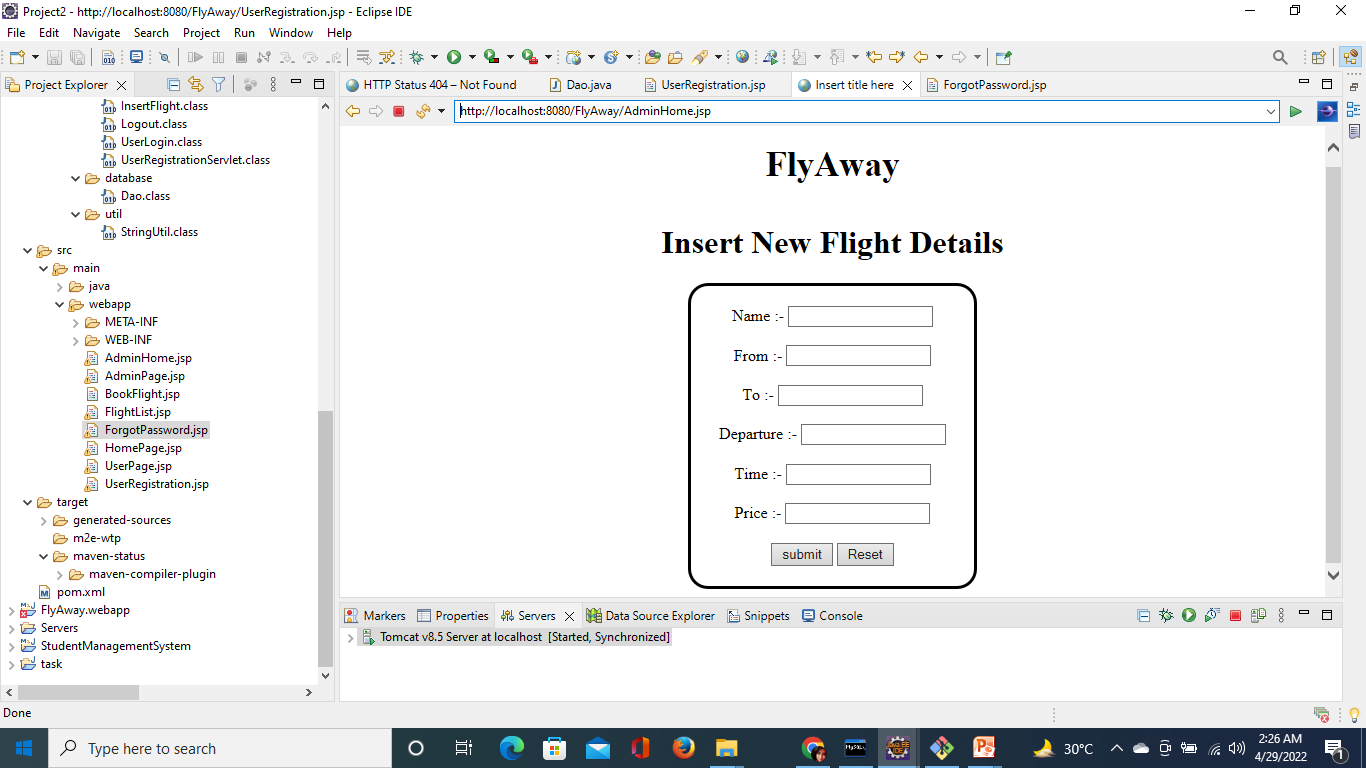 Project2 - http://localhost:8080/FlyAway/UserRegistration.jsp - Eclipse IDE
File Edit Navigate Search Project Run Window Help
Project Explorer
HTTP Status 404 – Not Found
Dao.java
UserRegistration.jsp
Insert title here
ForgotPassword.jsp
http://localhost:8080/FlyAway/AdminHome.jsp
InsertFlight.class
Logout.class
UserLogin.class
UserRegistrationServlet.class
database
Dao.class
util
StringUtil.class
src
main
java
webapp
META-INF
WEB-INF
AdminHome.jsp
AdminPage.jsp
BookFlight.jsp
FlightList.jsp
ForgotPassword.jsp
HomePage.jsp
UserPage.jsp
UserRegistration.jsp
target
generated-sources
m2e-wtp
maven-status
maven-compiler-plugin
pom.xml
FlyAway.webapp
Servers
StudentManagementSystem
task
FlyAway
Insert New Flight Details
Name :-
From :-
To :-
Departure :-
Time :-
Price :-
submit Reset
Markers Properties Servers Data Source Explorer Snippets Console
Tomcat v8.5 Server at localhost [Started, Synchronized]
Done
Type here to search
30°C
2:26 AM
4/29/2022
1